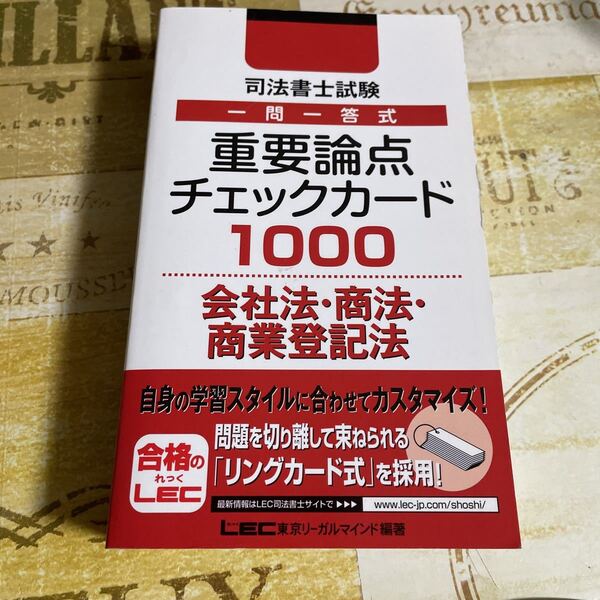 司法書士試験
一問一答式
重要論点
チェックカード
1000
会社法・商法・
商業登記法
自身の学習スタイルに合わせてカスタマイズ!
合格の
れっく
LEC
問題を切り離して束ねられる
「リングカード式」を採用!
最新情報はLEC司法書士サイトで ▶▶▶ www.lec-jp.com/shoshi/
LEC東京リーガルマインド編著